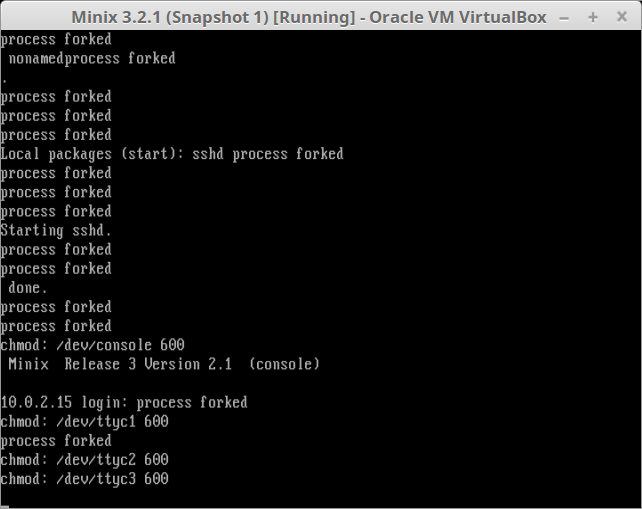 Minix 3.2.1 (Snapshot 1) [Running] - Oracle VM VirtualBox
process forked
nonamedprocess forked
.
process forked
process forked
process forked
Local packages (start): sshd process forked
process forked
process forked
process forked
Starting sshd.
process forked
process forked
done.
process forked
process forked
chmod: /dev/console 600
Minix  Release 3 Version 2.1  (console)
10.0.2.15 login: process forked
chmod: /dev/ttyc1 600
process forked
chmod: /dev/ttyc2 600
chmod: /dev/ttyc3 600